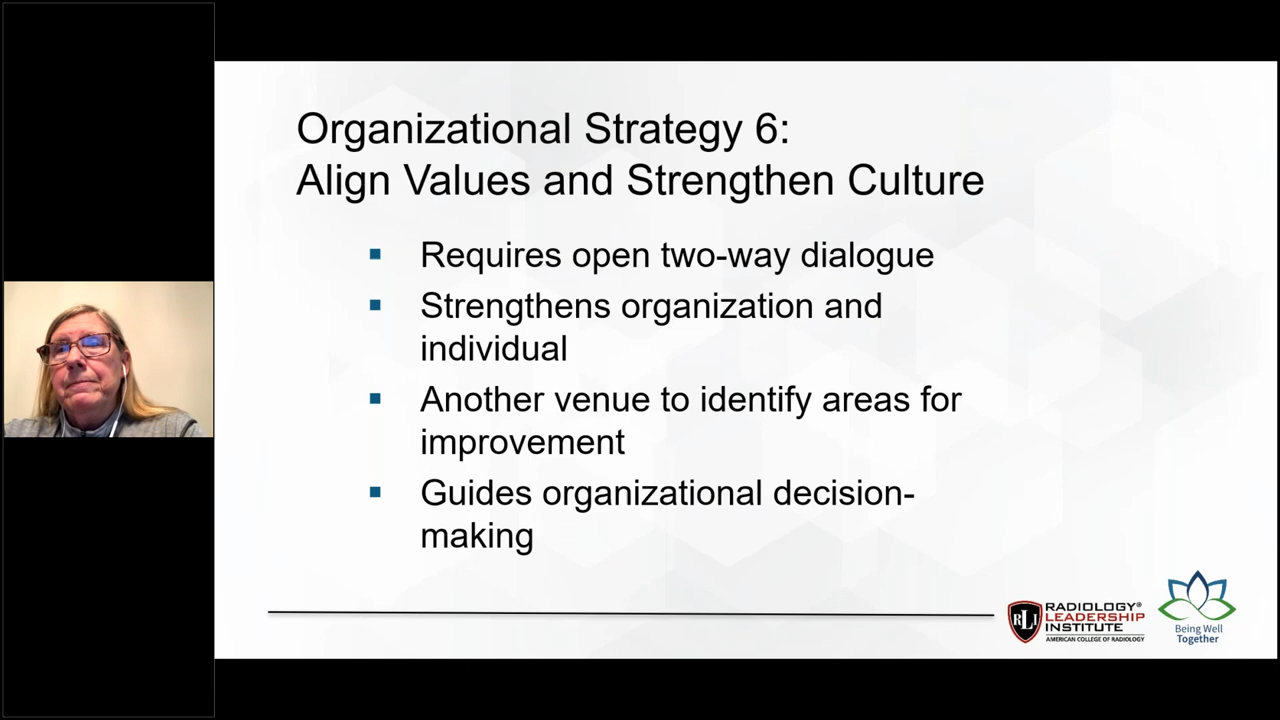 Organizational Strategy 6:
Align Values and Strengthen Culture
▪ Requires open two-way dialogue
▪ Strengthens organization and
individual
▪ Another venue to identify areas for
improvement
▪ Guides organizational decision-
making
RLI
RADIOLOGY®
LEADERSHIP
INSTITUTE
AMERICAN COLLEGE OF RADIOLOGY
Being Well
Together